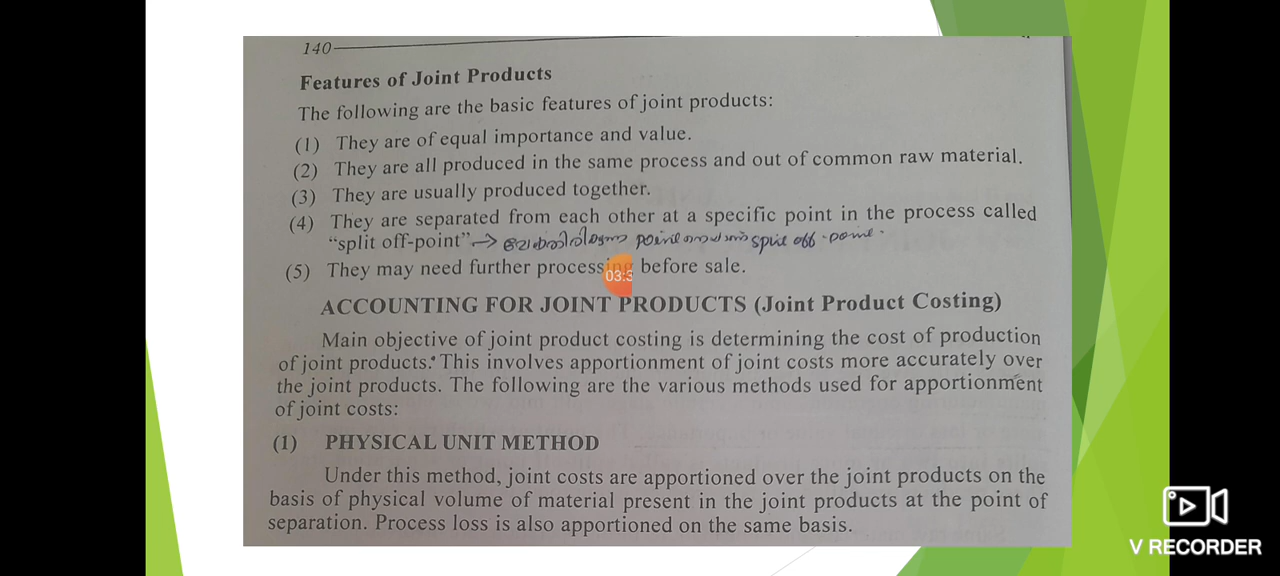 140
Features of Joint Products
The following are the basic features of joint products:
(1) They are of equal importance and value.
(2) They are all produced in the same process and out of common raw material.
(3) They are usually produced together.
(4) They are separated from each other at a specific point in the process called
“split off-point” → point split off-point.
(5) They may need further processing before sale.
03:3
ACCOUNTING FOR JOINT PRODUCTS (Joint Product Costing)
Main objective of joint product costing is determining the cost of production
of joint products. This involves apportionment of joint costs more accurately over
the joint products. The following are the various methods used for apportionment
of joint costs:
(1) PHYSICAL UNIT METHOD
Under this method, joint costs are apportioned over the joint products on the
basis of physical volume of material present in the joint products at the point of
separation. Process loss is also apportioned on the same basis.
V RECORDER